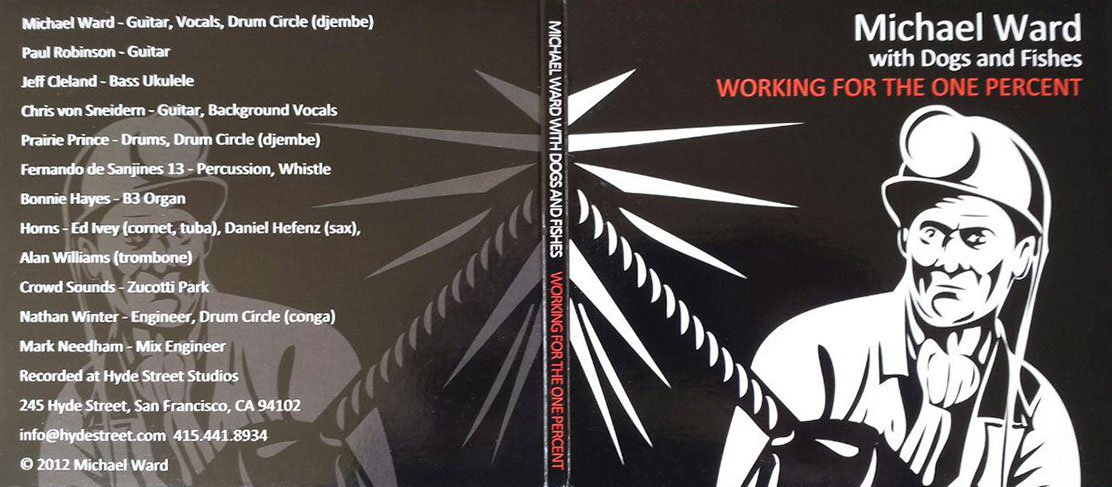 Michael Ward - Guitar, Vocals, Drum Circle (djembe)
Paul Robinson - Guitar
Jeff Cleland - Bass Ukulele
Chris von Sneidern - Guitar, Background Vocals
Prairie Prince - Drums, Drum Circle (djembe)
Fernando de Sanjines 13 - Percussion, Whistle
Bonnie Hayes - B3 Organ
Horns - Ed Ivey (cornet, tuba), Daniel Hefenz (sax),
Alan Williams (trombone)
Crowd Sounds - Zucotti Park
Nathan Winter - Engineer, Drum Circle (conga)
Mark Needham - Mix Engineer
Recorded at Hyde Street Studios
245 Hyde Street, San Francisco, CA 94102
info@hydestreet.com 415.441.8934
© 2012 Michael Ward
MICHAEL WARD WITH DOGS AND FISHES WORKING FOR THE ONE PERCENT
Michael Ward
with Dogs and Fishes
WORKING FOR THE ONE PERCENT